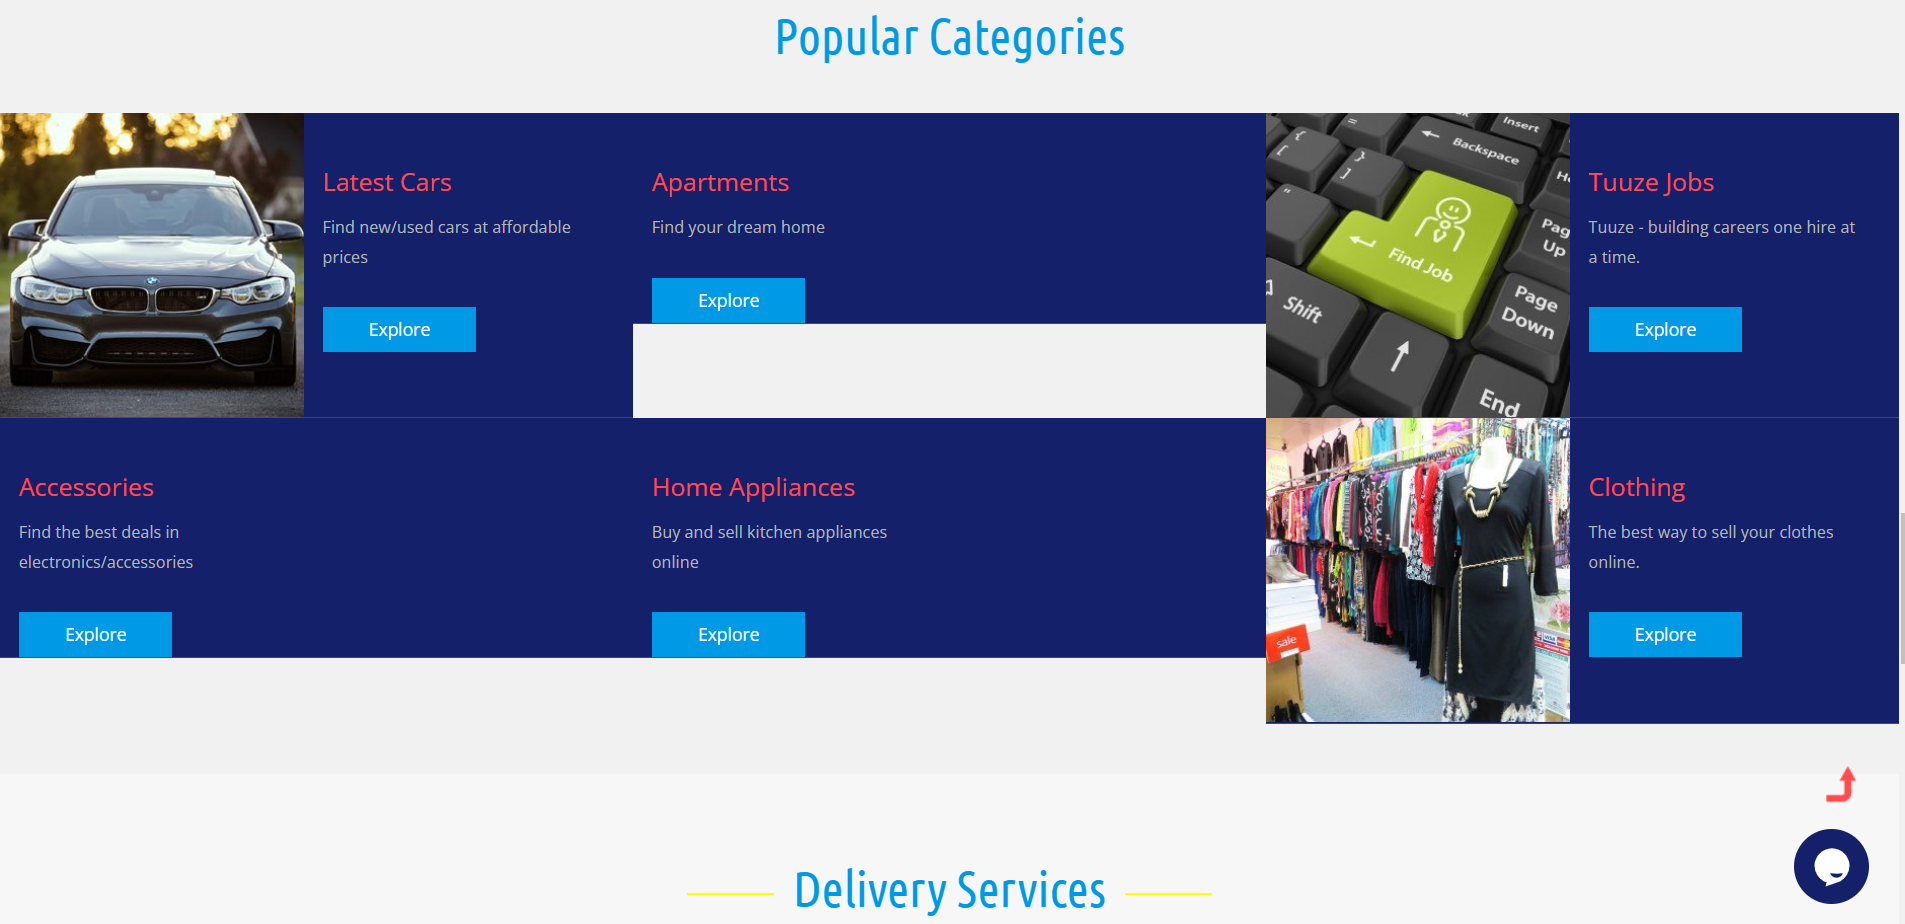 Popular Categories
Latest Cars
Find new/used cars at affordable
prices
Explore
Apartments
Find your dream home
Explore
Insert
Backspace
Find Job
Shift
Page
Down
End
Tuuze Jobs
Tuuze - building careers one hire at
a time.
Explore
Accessories
Find the best deals in
electronics/accessories
Explore
Home Appliances
Buy and sell kitchen appliances
online
Explore
sale
Clothing
The best way to sell your clothes
online.
Explore
Delivery Services